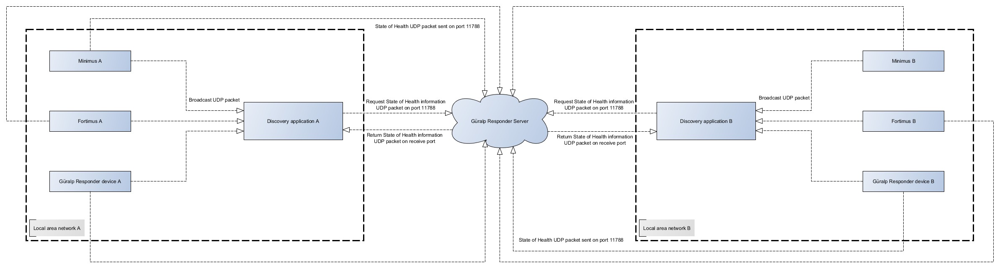 State of Health UDP packet sent on port 11788
Minimus A
Minimus B
Broadcast UDP packet
Broadcast UDP packet
Request State of Health information
UDP packet on port 11788
Request State of Health information
UDP packet on port 11788
Fortimus A
Discovery application A
Güralp Responder Server
Discovery application B
Fortimus B
Return State of Health information
UDP packet on receive port
Return State of Health information
UDP packet on receive port
Güralp Responder device A
Güralp Responder device B
Local area network A
Local area network B
State of Health UDP packet sent on port 11788